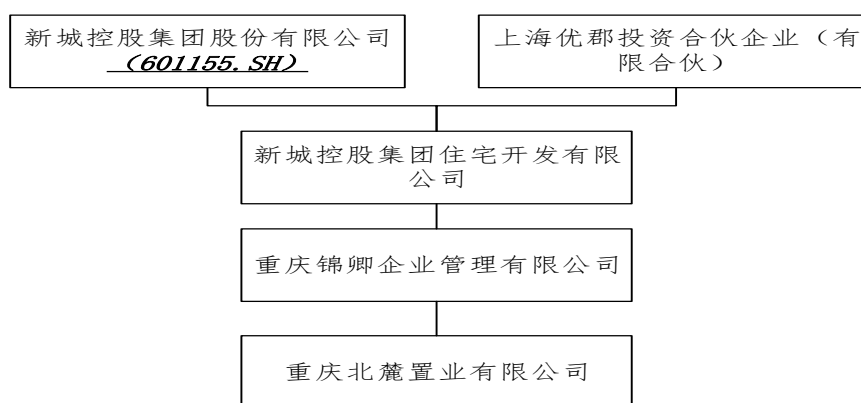 新城控股集团股份有限公司
（601155.SH）
上海优郡投资合伙企业（有
限合伙）
新城控股集团住宅开发有限
公司
重庆锦卿企业管理有限公司
重庆北麓置业有限公司